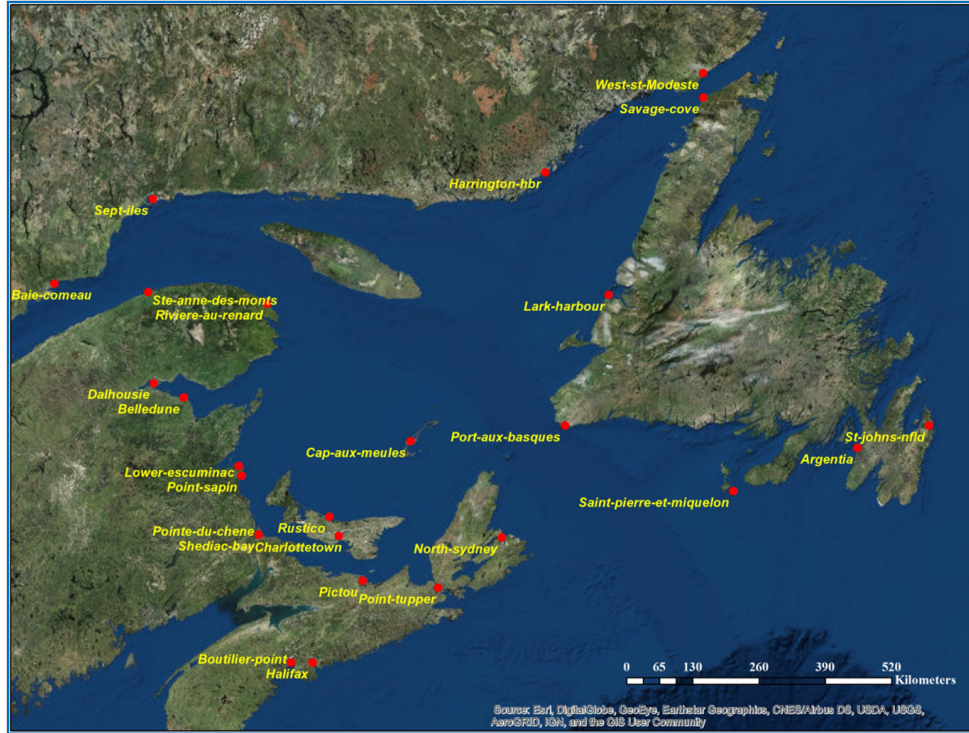 West-st-Modeste
Savage-cove
Harrington-hbr
Sept-iles
Baie-comeau
Ste-anne-des-monts
Riviere-au-renard
Lark-harbour
Dalhousie
Belledune
Port-aux-basques
St-johns-nfld
Cap-aux-meules
Argentia
Lower-escuminac
Point-sapin
Saint-pierre-et-miquelon
Rustico
Pointe-du-chene
Shediac-bay
Charlottetown
North-sydney
Pictou
Point-tupper
Boutilier-point
Halifax
0 65 130 260 390 520
Kilometers
Source: Esri, DigitalGlobe, GeoEye, Earthstar Geographics, CNES/Airbus DS, USDA, USGS,
AeroGRID, IGN, and the GIS User Community